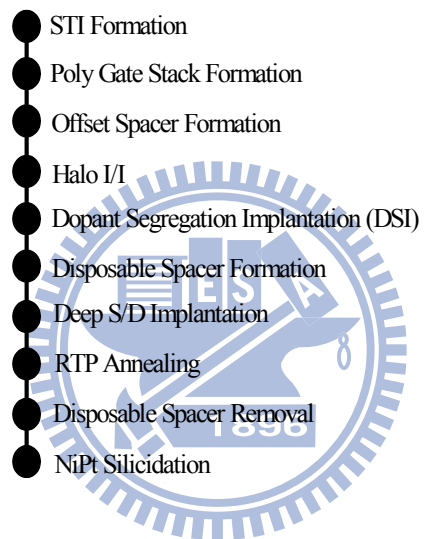 STI Formation
Poly Gate Stack Formation
Offset Spacer Formation
Halo I/I
Dopant Segregation Implantation (DSI)
Disposable Spacer Formation
Deep S/D Implantation
RTP Annealing
Disposable Spacer Removal
NiPt Silicidation
E S A
1896